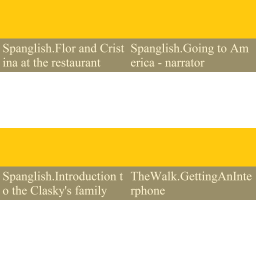 Spanglish.Flor and Crist
ina at the restaurant
Spanglish.Going to Am
erica - narrator
Spanglish.Introduction t
o the Clasky's family
TheWalk.GettingAnInte
rphone